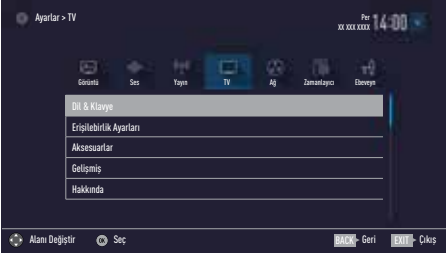 Ayarlar > TV
Per
xx xxx xxxx 14:00
Görüntü Ses Yayın TV Ağ Zamanlayıcı Ebeveyn
Dil & Klavye
Erişilebirlik Ayarları
Aksesuarlar
Gelişmiş
Hakkında
Alanı Değiştir OK Seç BACK - Geri EXIT - Çıkış